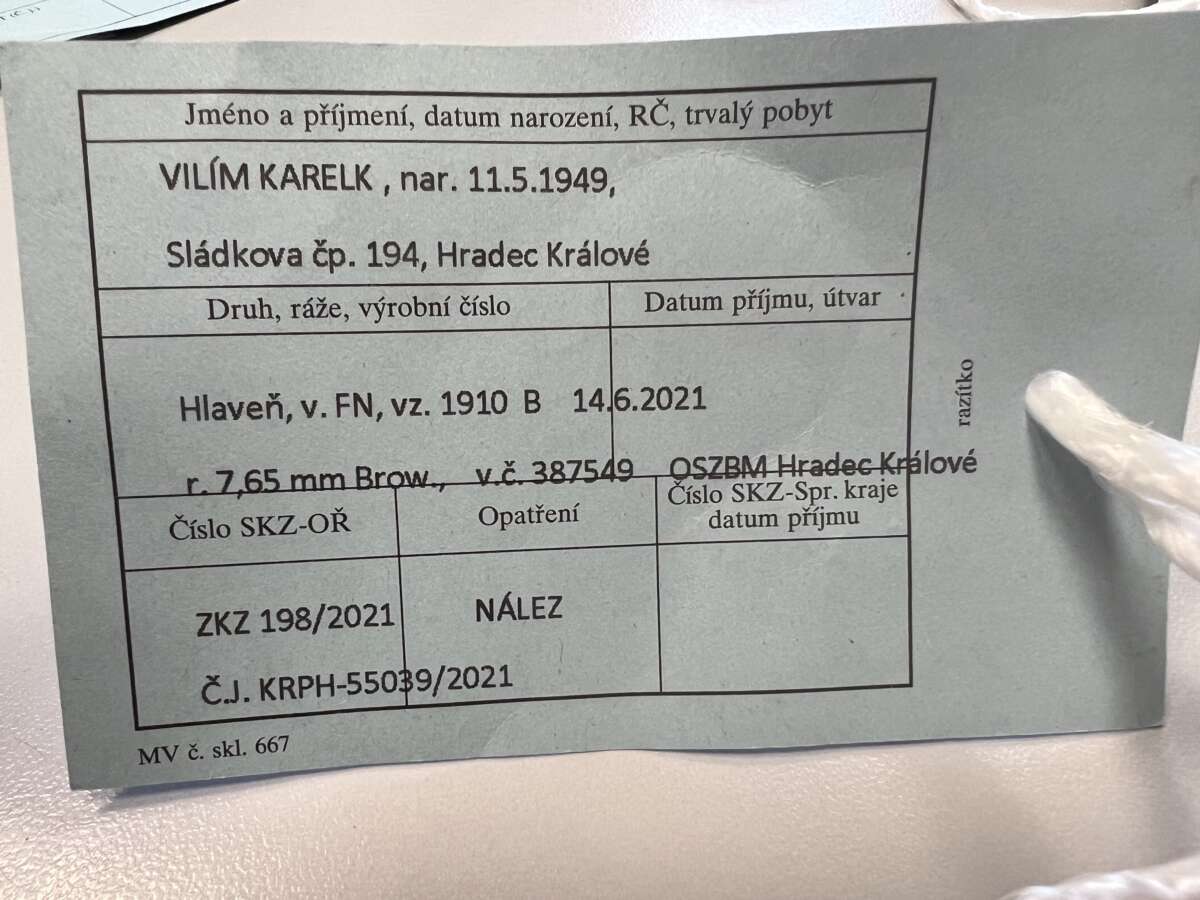 Jméno a příjmení, datum narození, RČ, trvalý pobyt
VILÍM KARELK , nar. 11.5.1949,
Sládkova čp. 194, Hradec Králové
Druh, ráže, výrobní číslo
Datum příjmu, útvar
Hlaveň, v. FN, vz. 1910 B 14.6.2021
r. 7,65 mm Brow., v.č. 387549 OSZBM Hradec Králové
Číslo SKZ-OŘ
Opatření
Číslo SKZ-Spr. kraje
datum příjmu
ZKZ 198/2021
NÁLEZ
Č.J. KRPH-55039/2021
razítko
MV č. skl. 667